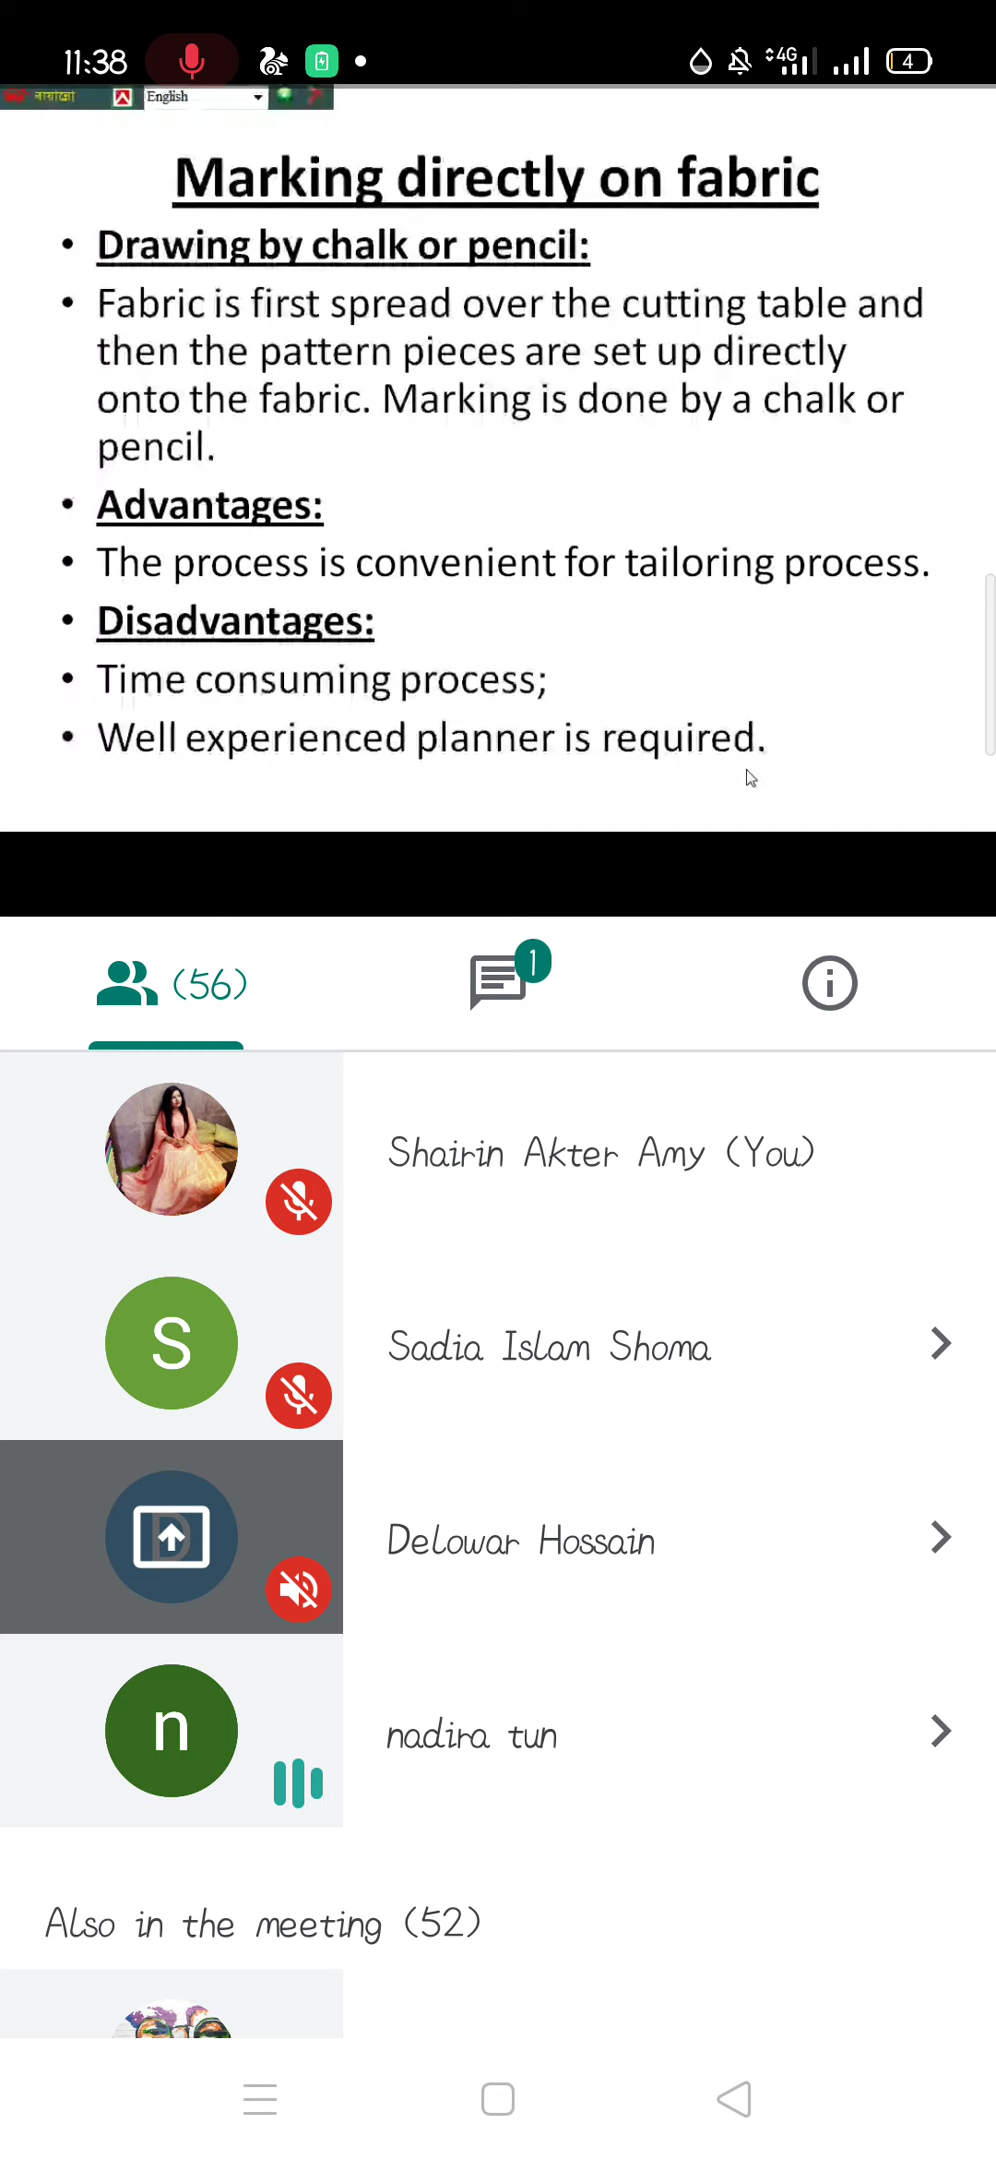 11:38
4G
4
বায়ান্নো
English
Marking directly on fabric
• Drawing by chalk or pencil:
• Fabric is first spread over the cutting table and
then the pattern pieces are set up directly
onto the fabric. Marking is done by a chalk or
pencil.
• Advantages:
• The process is convenient for tailoring process.
• Disadvantages:
• Time consuming process;
• Well experienced planner is required.
(56)
1
Shairin Akter Amy (You)
S
Sadia Islam Shoma
D
Delowar Hossain
n
nadira tun
Also in the meeting (52)